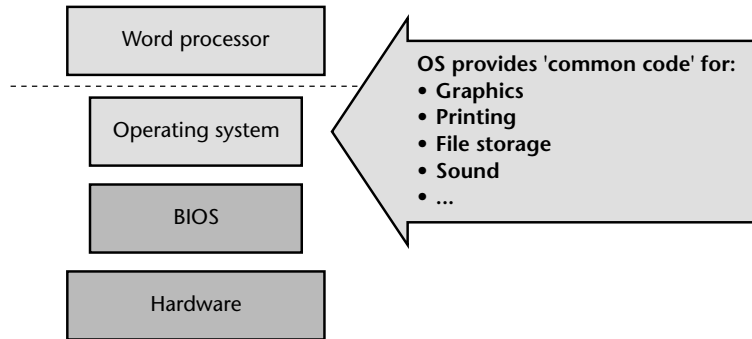 Word processor
Operating system
BIOS
Hardware
OS provides 'common code' for:
• Graphics
• Printing
• File storage
• Sound
• ...